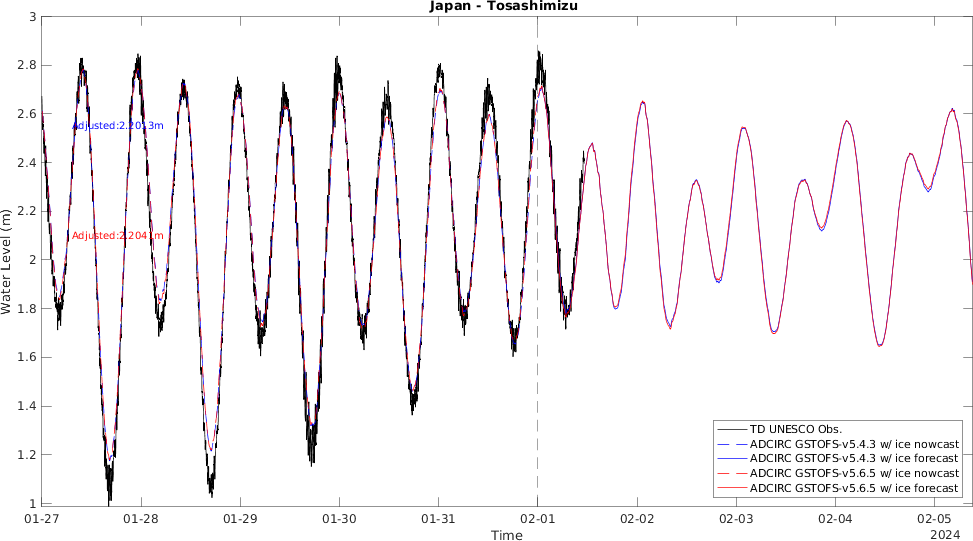 Japan - Tosashimizu
3
2.8
2.6
2.4
2.2
2
1.8
1.6
1.4
1.2
1
Water Level (m)
Adjusted:2.2013m
Adjusted:2.2041m
TD UNESCO Obs.
ADCIRC GSTOFS-v5.4.3 w/ ice nowcast
ADCIRC GSTOFS-v5.4.3 w/ ice forecast
ADCIRC GSTOFS-v5.6.5 w/ ice nowcast
ADCIRC GSTOFS-v5.6.5 w/ ice forecast
01-27 01-28 01-29 01-30 01-31 02-01 02-02 02-03 02-04 02-05
Time
2024